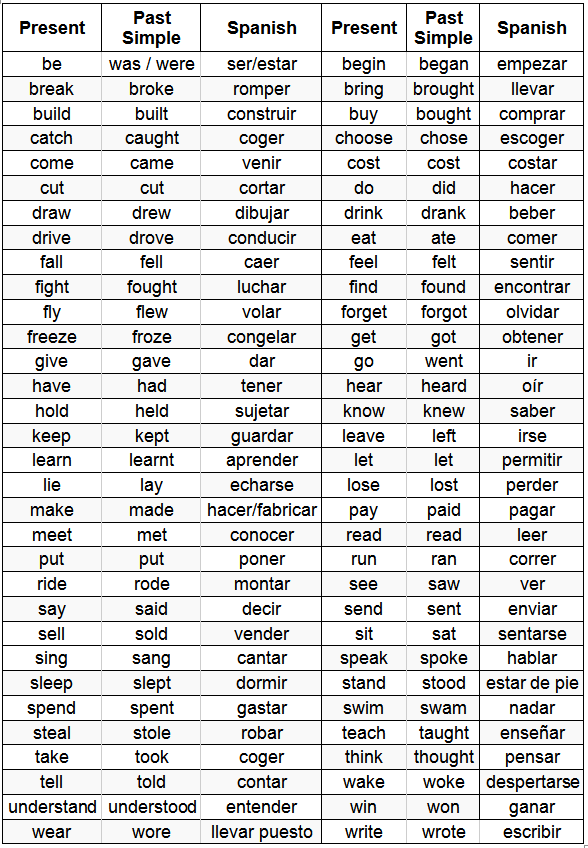 Present Past Simple Spanish Present Past Simple Spanish
be was / were ser/estar begin began empezar
break broke romper bring brought llevar
build built construir buy bought comprar
catch caught coger choose chose escoger
come came venir cost cost costar
cut cut cortar do did hacer
draw drew dibujar drink drank beber
drive drove conducir eat ate comer
fall fell caer feel felt sentir
fight fought luchar find found encontrar
fly flew volar forget forgot olvidar
freeze froze congelar get got obtener
give gave dar go went ir
have had tener hear heard oír
hold held sujetar know knew saber
keep kept guardar leave left irse
learn learnt aprender let let permitir
lie lay echarse lose lost perder
make made hacer/fabricar pay paid pagar
meet met conocer read read leer
put put poner run ran correr
ride rode montar see saw ver
say said decir send sent enviar
sell sold vender sit sat sentarse
sing sang cantar speak spoke hablar
sleep slept dormir stand stood estar de pie
spend spent gastar swim swam nadar
steal stole robar teach taught enseñar
take took coger think thought pensar
tell told contar wake woke despertarse
understand understood entender win won ganar
wear wore llevar puesto write wrote escribir